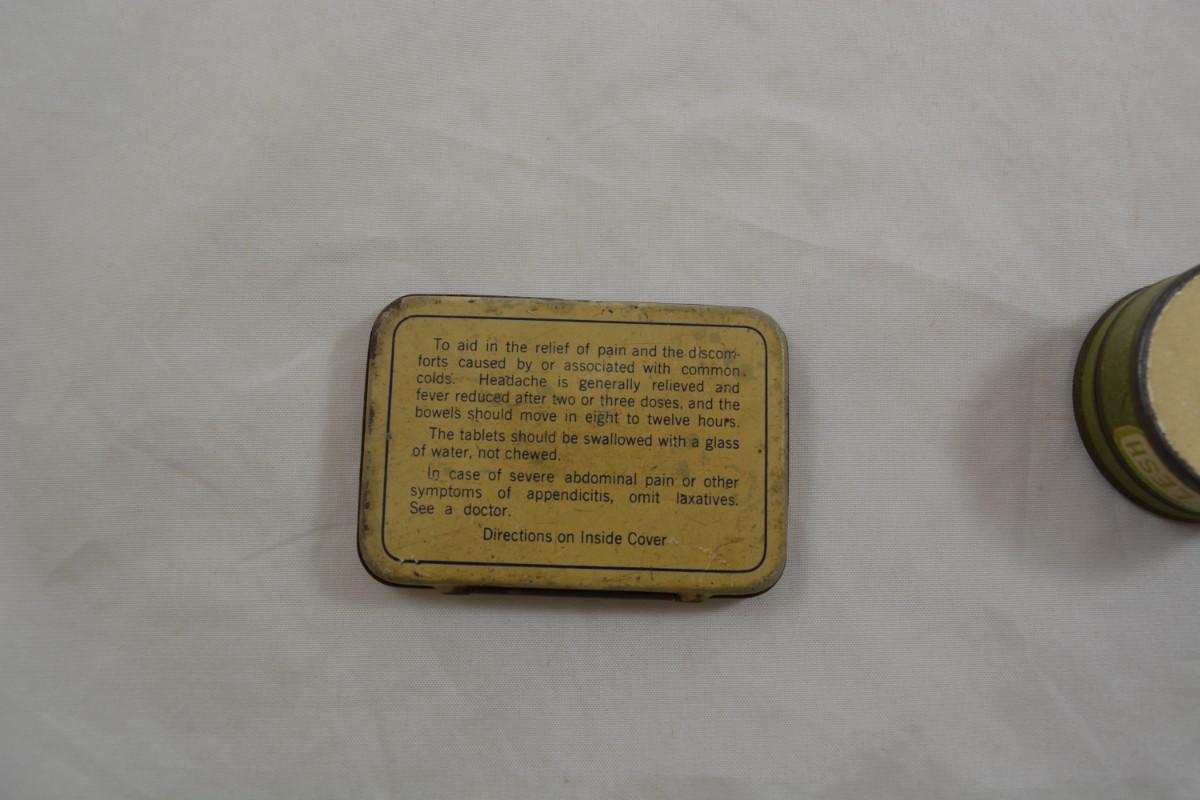 To aid in the relief of pain and the discom-
forts caused by or associated with common
colds. Headache is generally relieved and
fever reduced after two or three doses, and the
bowels should move in eight to twelve hours.
The tablets should be swallowed with a glass
of water, not chewed.
In case of severe abdominal pain or other
symptoms of appendicitis, omit laxatives.
See a doctor.
Directions on Inside Cover
LESH